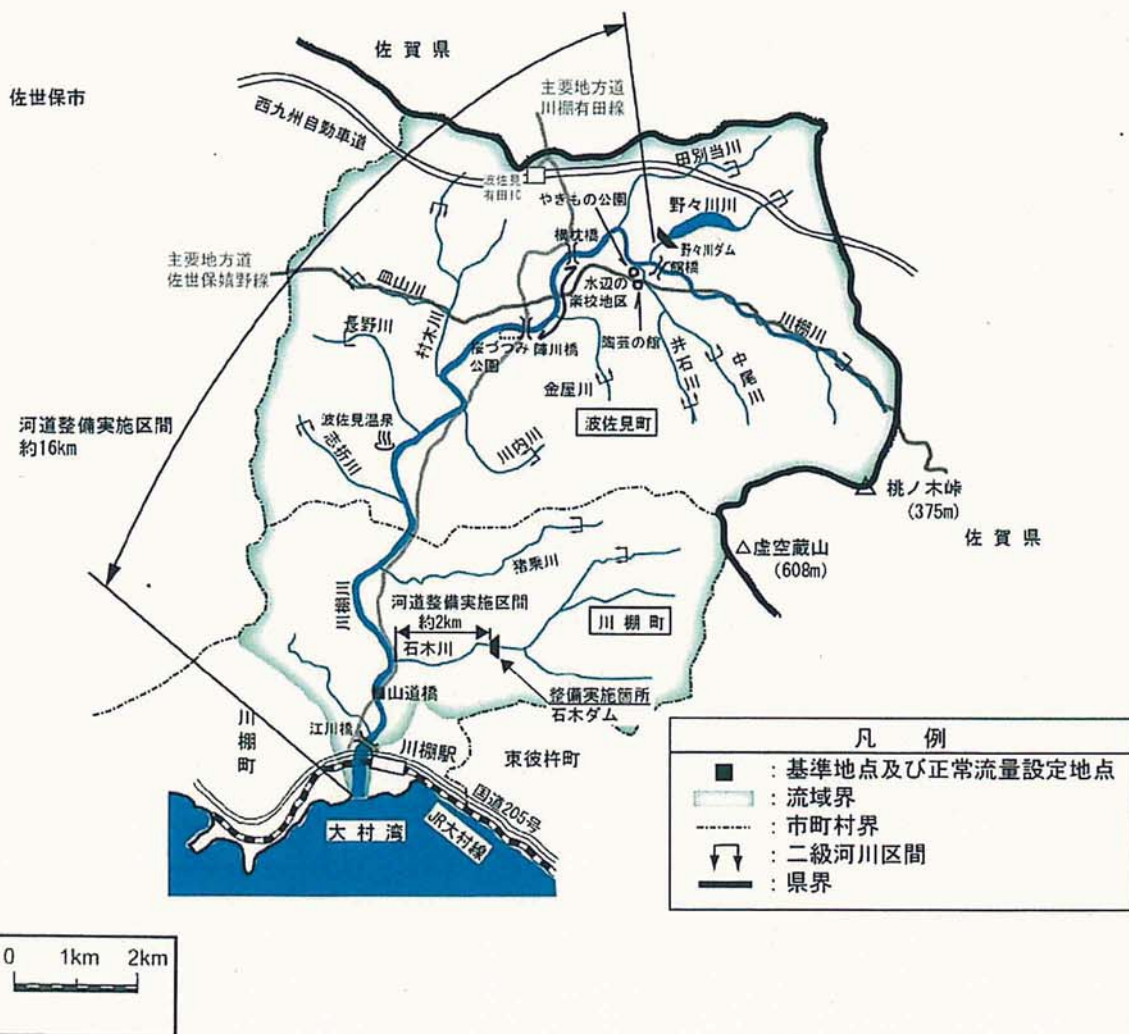 佐賀県
佐世保市
主要地方道
川棚有田線
西九州自動車道
田別当川
波佐見
有田IC
やきもの公園
野々川川
横枕橋
野々川ダム
主要地方道
佐世保嬉野線
皿山川
水辺の
楽校地区
川棚川
長野川
村木川
桜づつみ
公園
陣川橋
陶芸の館
井石川
中尾川
金屋川
波佐見町
河道整備実施区間
約16km
波佐見温泉
志折川
川内川
桃ノ木峠
(375m)
佐賀県
虚空蔵山
(608m)
猪乗川
川棚川
河道整備実施区間
約2km
川棚町
石木川
山道橋
整備実施箇所
石木ダム
江川橋
川棚町
川棚駅
東彼杵町
国道205号
大村湾
JR大村線
凡 例
:基準地点及び正常流量設定地点
:流域界
:市町村界
:二級河川区間
:県界
0 1km 2km